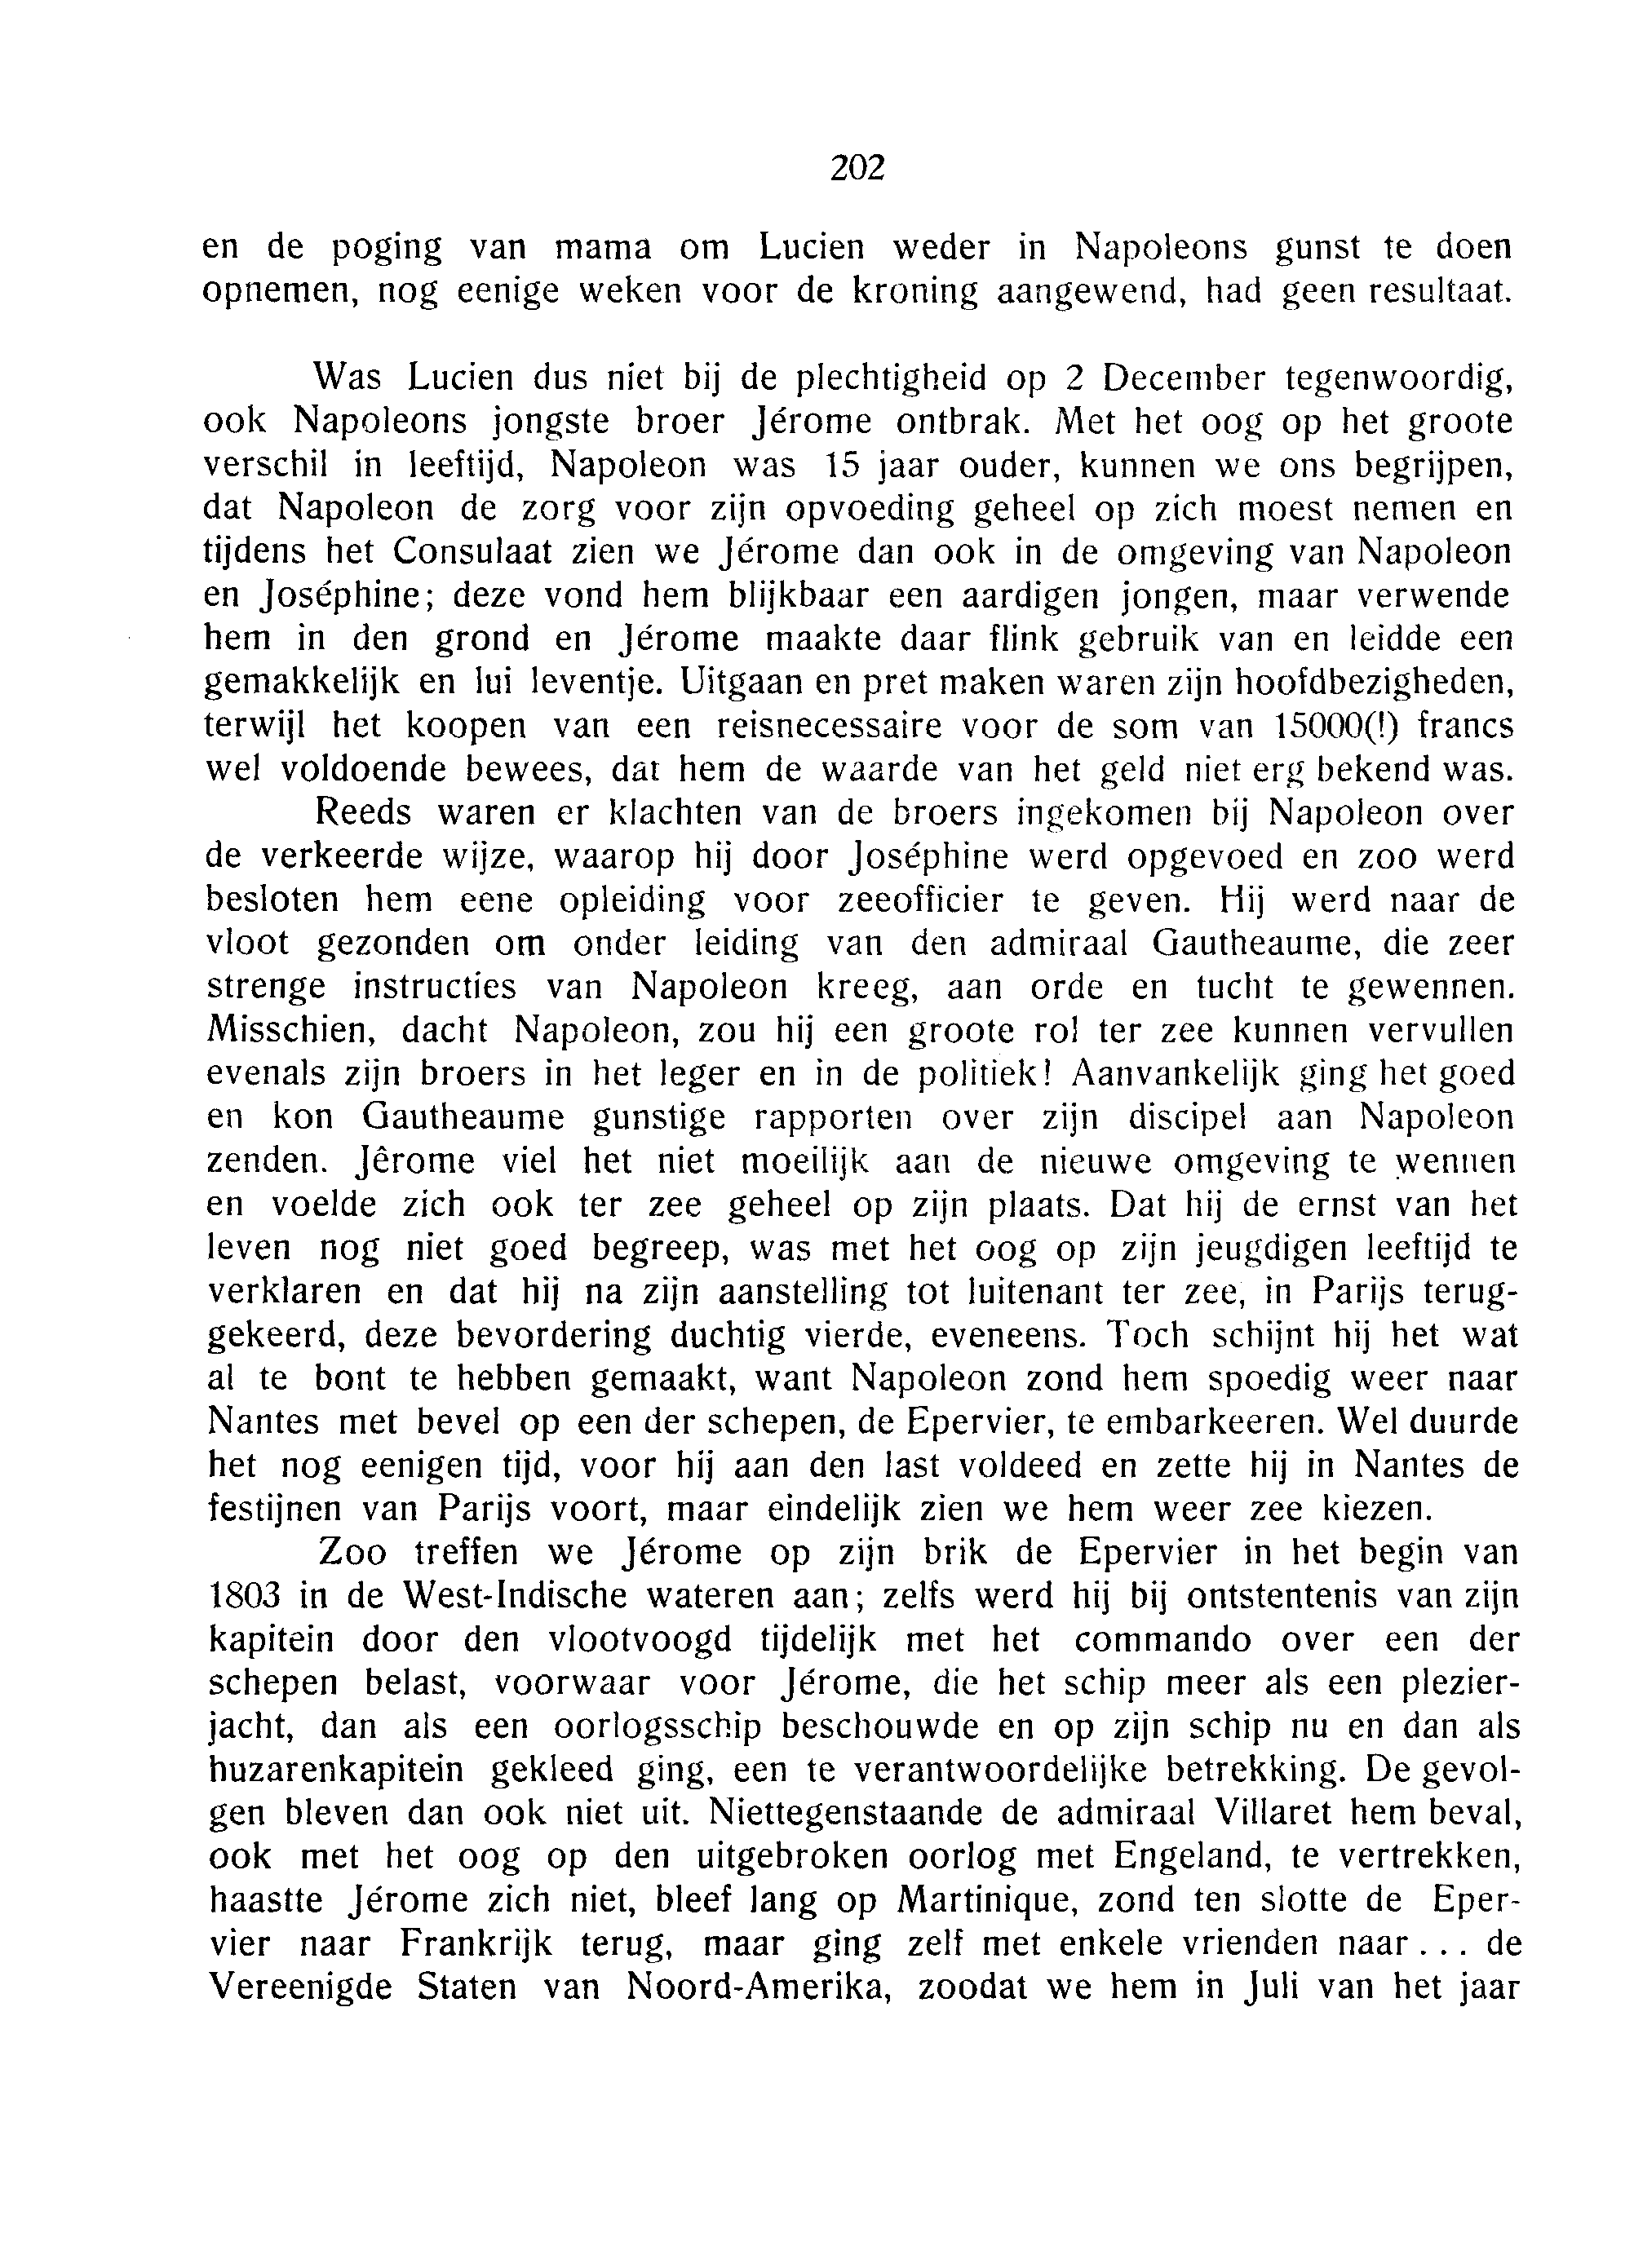 202
en de poging van mama om Lucien weder in Napoleons gunst te doen
opnemen, nog eenige weken voor de kroning aangewend, had geen resultaat.
Was Lucien dus niet bij de plechtigheid op 2 December tegenwoordig,
ook Napoleons jongste broer Jérome ontbrak. Met het oog op het groote
verschil in leeftijd, Napoleon was 15 jaar ouder, kunnen we ons begrijpen,
dat Napoleon de zorg voor zijn opvoeding geheel op zich moest nemen en
tijdens het Consulaat zien we Jérome dan ook in de omgeving van Napoleon
en Joséphine; deze vond hem blijkbaar een aardigen jongen, maar verwende
hem in den grond en Jérome maakte daar flink gebruik van en leidde een
gemakkelijk en lui leventje. Uitgaan en pret maken waren zijn hoofdbezigheden,
terwijl het koopen van een reisnecessaire voor de som van 15000(!) francs
wel voldoende bewees, dat hem de waarde van het geld niet erg bekend was.
Reeds waren er klachten van de broers ingekomen bij Napoleon over
de verkeerde wijze, waarop hij door Joséphine werd opgevoed en zoo werd
besloten hem eene opleiding voor zeeofficier te geven. Hij werd naar de
vloot gezonden om onder leiding van den admiraal Gautheaume, die zeer
strenge instructies van Napoleon kreeg, aan orde en tucht te gewennen.
Misschien, dacht Napoleon, zou hij een groote rol ter zee kunnen vervullen
evenals zijn broers in het leger en in de politiek! Aanvankelijk ging het goed
en kon Gautheaume gunstige rapporten over zijn discipel aan Napoleon
zenden. Jêrome viel het niet moeilijk aan de nieuwe omgeving te wennen
en voelde zich ook ter zee geheel op zijn plaats. Dat hij de ernst van het
leven nog niet goed begreep, was met het oog op zijn jeugdigen leeftijd te
verklaren en dat hij na zijn aanstelling tot luitenant ter zee, in Parijs terug-
gekeerd, deze bevordering duchtig vierde, eveneens. Toch schijnt hij het wat
al te bont te hebben gemaakt, want Napoleon zond hem spoedig weer naar
Nantes met bevel op een der schepen, de Epervier, te embarkeeren. Wel duurde
het nog eenigen tijd, voor hij aan den last voldeed en zette hij in Nantes de
festijnen van Parijs voort, maar eindelijk zien we hem weer zee kiezen.
Zoo treffen we Jérome op zijn brik de Epervier in het begin van
1803 in de West-Indische wateren aan; zelfs werd hij bij ontstentenis van zijn
kapitein door den vlootvoogd tijdelijk met het commando over een der
schepen belast, voorwaar voor Jérome, die het schip meer als een plezier-
jacht, dan als een oorlogsschip beschouwde en op zijn schip nu en dan als
huzarenkapitein gekleed ging, een te verantwoordelijke betrekking. De gevol-
gen bleven dan ook niet uit. Niettegenstaande de admiraal Villaret hem beval,
ook met het oog op den uitgebroken oorlog met Engeland, te vertrekken,
haastte Jérome zich niet, bleef lang op Martinique, zond ten slotte de Eper-
vier naar Frankrijk terug, maar ging zelf met enkele vrienden naar... de
Vereenigde Staten van Noord-Amerika, zoodat we hem in Juli van het jaar